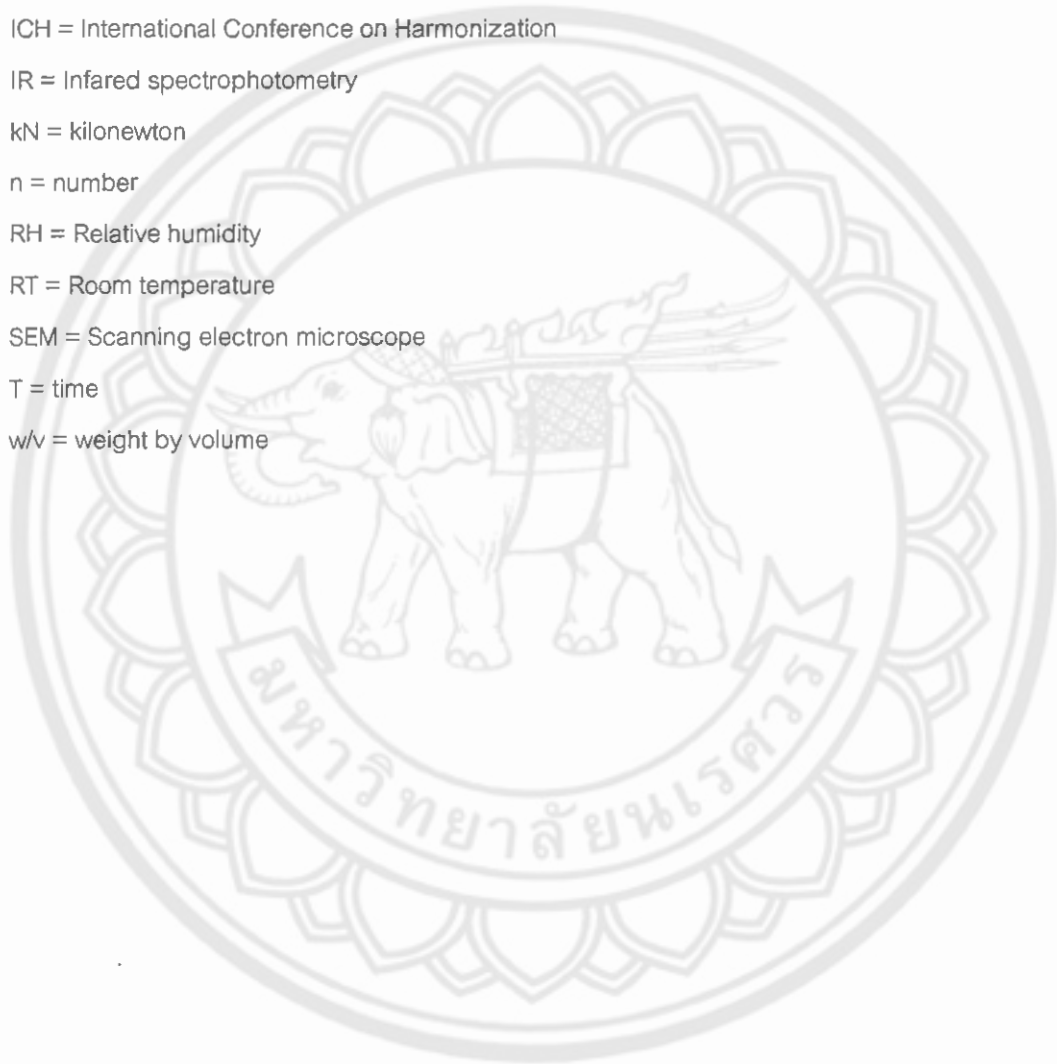 ICH = International Conference on Harmonization
IR = Infared spectrophotometry
kN = kilonewton
n = number
RH = Relative humidity
RT = Room temperature
SEM = Scanning electron microscope
T = time
w/v = weight by volume
มหาวิทยาลัยนเรศวร